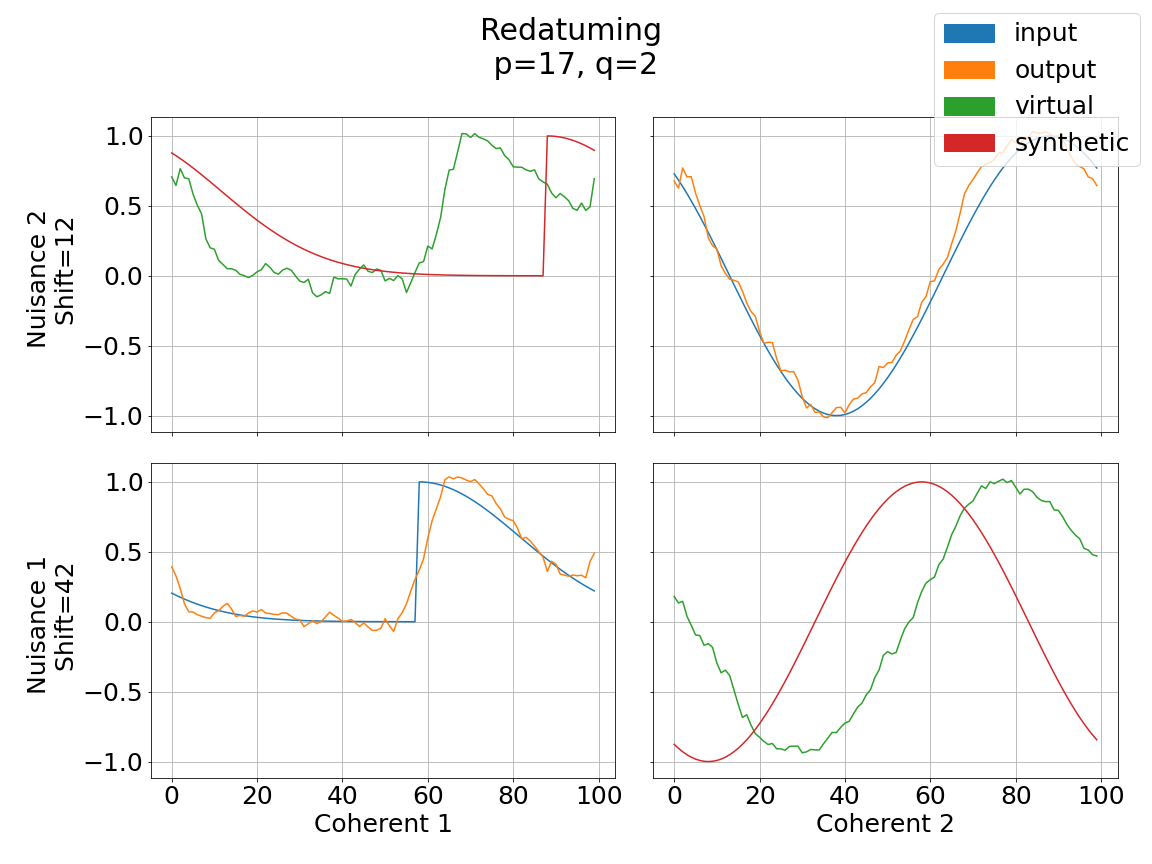 Redatuming
p=17, q=2
input
output
virtual
synthetic
Nuisance 2
Shift=12
1.0
0.5
0.0
−0.5
−1.0
Nuisance 1
Shift=42
1.0
0.5
0.0
−0.5
−1.0
0 20 40 60 80 100
0 20 40 60 80 100
Coherent 1
Coherent 2